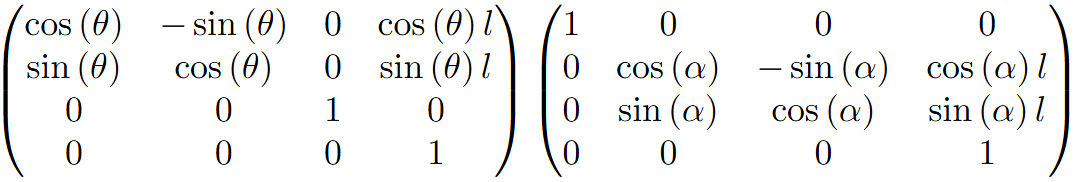 cos (θ) − sin (θ) 0 cos (θ) l 1 0 0 0
sin (θ) cos (θ) 0 sin (θ) l 0 cos (α) − sin (α) cos (α) l
0 0 1 0 0 sin (α) cos (α) sin (α) l
0 0 0 1 0 0 0 1